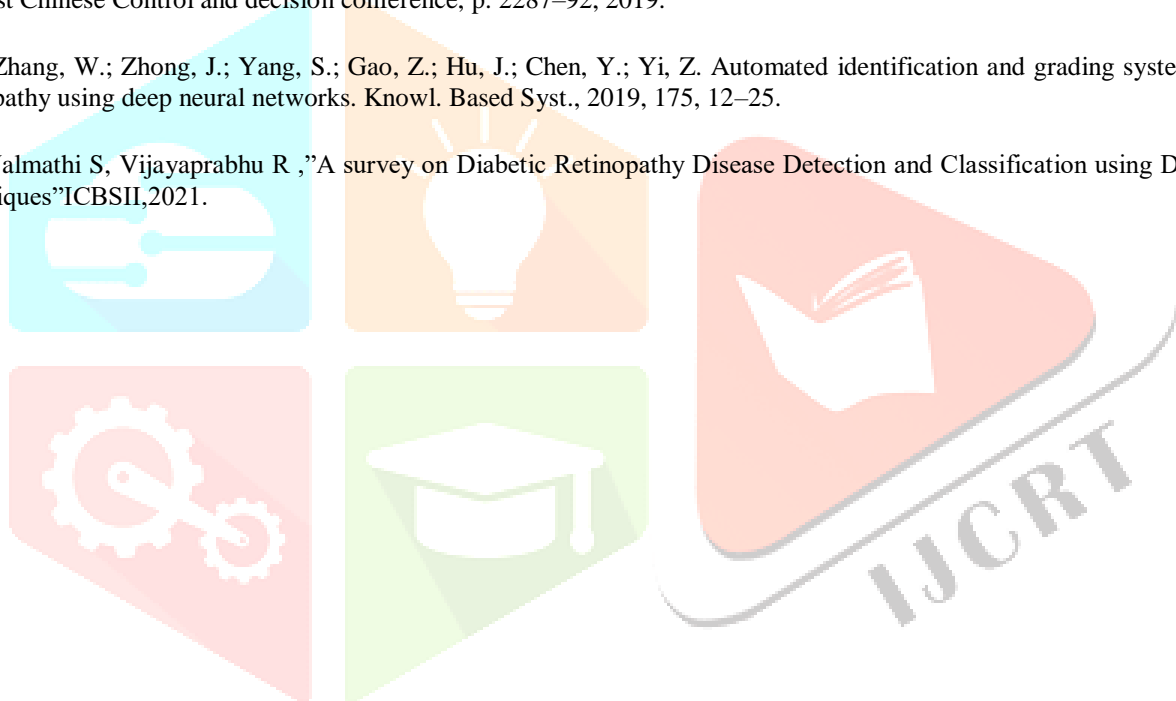 st Chinese Control and decision conference, p. 2287–92, 2019.
Zhang, W.; Zhong, J.; Yang, S.; Gao, Z.; Hu, J.; Chen, Y.; Yi, Z. Automated identification and grading syste
pathy using deep neural networks. Knowl. Based Syst., 2019, 175, 12–25.
almathi S, Vijayaprabhu R ,”A survey on Diabetic Retinopathy Disease Detection and Classification using D
iques”ICBSII,2021.
IJCRT